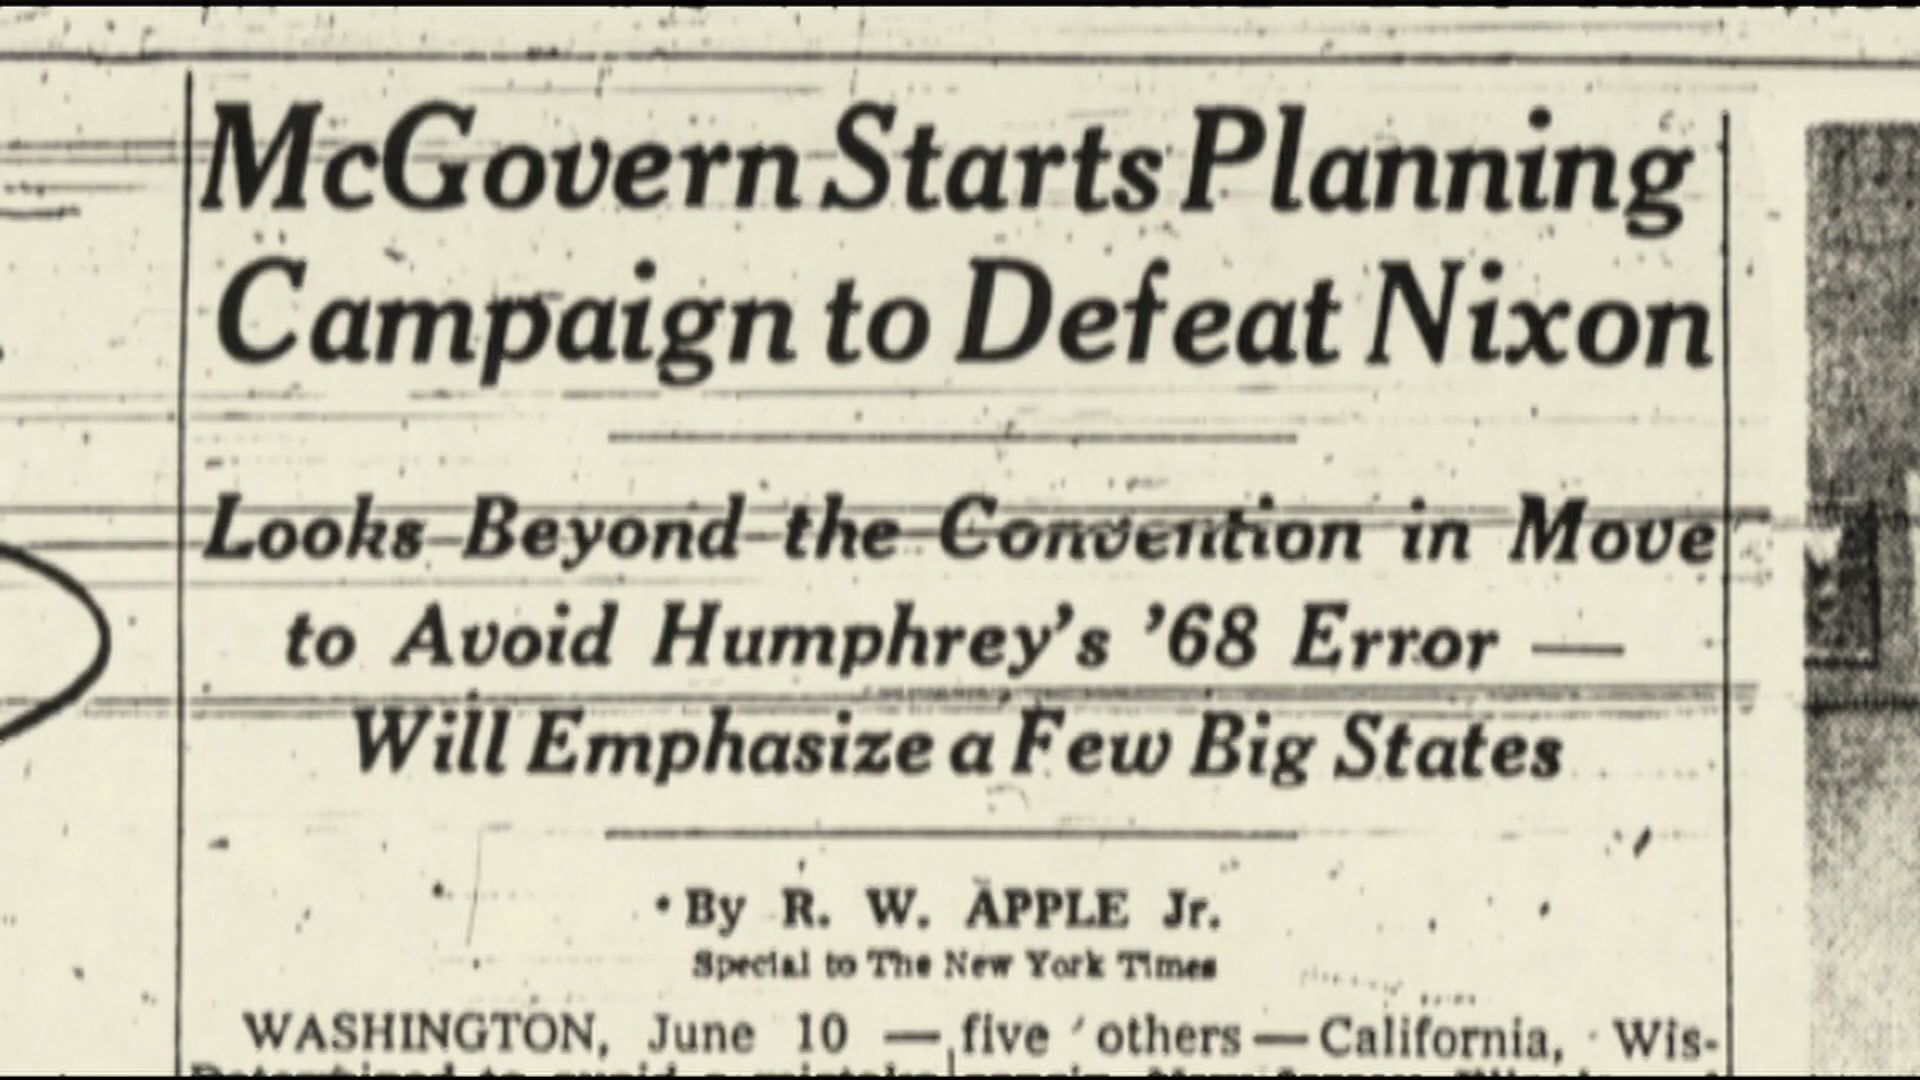 McGovern Starts Planning
Campaign to Defeat Nixon
Looks Beyond the Convention in Move
to Avoid Humphrey's '68 Error —
Will Emphasize a Few Big States
By R. W. APPLE Jr.
Special to The New York Times
WASHINGTON, June 10 —
five others — California, Wis-